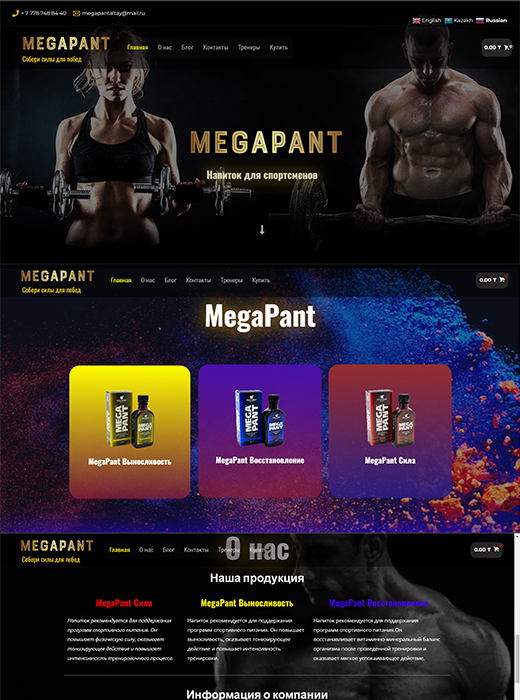 + 7 778 748 84 40 megapantaltay@mail.ru
English Kazakh Russian
MEGAPANT
Собери силы для побед
Главная О нас Блог Контакты Тренеры Купить
0.00 ₸
MEGAPANT
Напиток для спортсменов
↓
MEGAPANT
Собери силы для побед
Главная О нас Блог Контакты Тренеры Купить
0.00 ₸
MegaPant
MEGA PANT
MEGA PANT
MEGA PANT
MegaPant Выносливость
MegaPant Восстановление
MegaPant Сила
MEGAPANT
Собери силы для побед
Главная О нас Блог Контакты Тренеры Купить
0.00 ₸
О нас
Наша продукция
MegaPant Сила
Напиток рекомендуется для поддержания
программ спортивного питания. Он
повышает физическую силу, оказывает
тонизирующее действие и повышает
интенсивность тренировочного процесса.
MegaPant Выносливость
Напиток рекомендуется для поддержания
программ спортивного питания. Он повышает
выносливость, оказывает тонизирующее
действие и повышает интенсивность
тренировки.
MegaPant Восстановление
Напиток рекомендуется для поддержания
программ спортивного питания.Он
восстанавливает витаминно-минеральный баланс
организма после проведенной тренировки и
оказывает мягкое успокаивающее действие.
Информация о компании